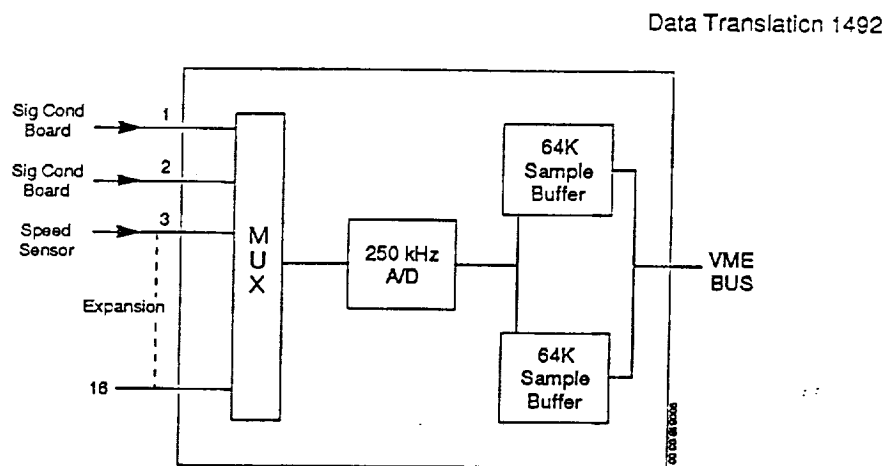 Data Translation 1492
Sig Cond
Board
1
Sig Cond
Board
2
Speed
Sensor
3
Expansion
16
M
U
X
250 kHz
A/D
64K
Sample
Buffer
64K
Sample
Buffer
VME
BUS